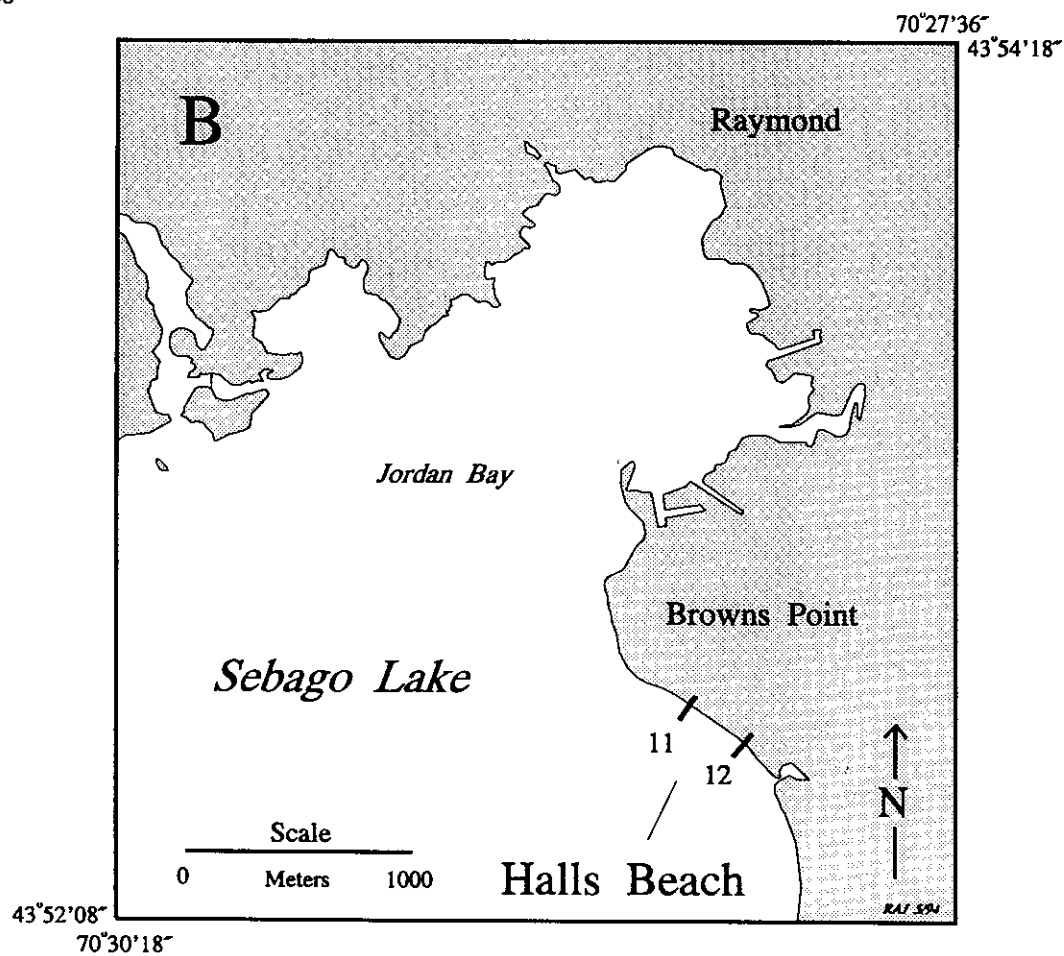 70°27'36"
43°54'18"
B
Raymond
Jordan Bay
Browns Point
Sebago Lake
11
12
N
Scale
0 Meters 1000
Halls Beach
43°52'08"
70°30'18"